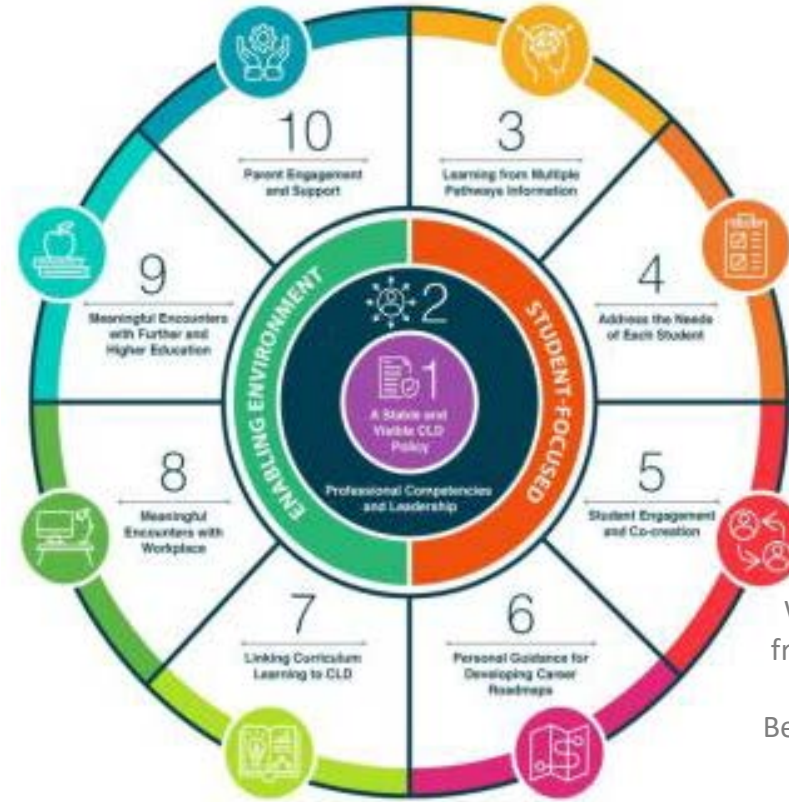 10
Parent Engagement
and Support
3
Learning from Multiple
Pathways Information
4
Address the Needs
of Each Student
5
Student Engagement
and Co-creation
6
Personal Guidance for
Developing Career
Roadmaps
7
Linking Curriculum
Learning to CLD
8
Meaningful
Encounters with
Workplace
9
Meaningful Encounters
with Further and
Higher Education
ENABLING ENVIRONMENT
STUDENT-FOCUSED
2
1
A Stable and
Visible CLD
Policy
Professional Competencies
and Leadership
fr
Be